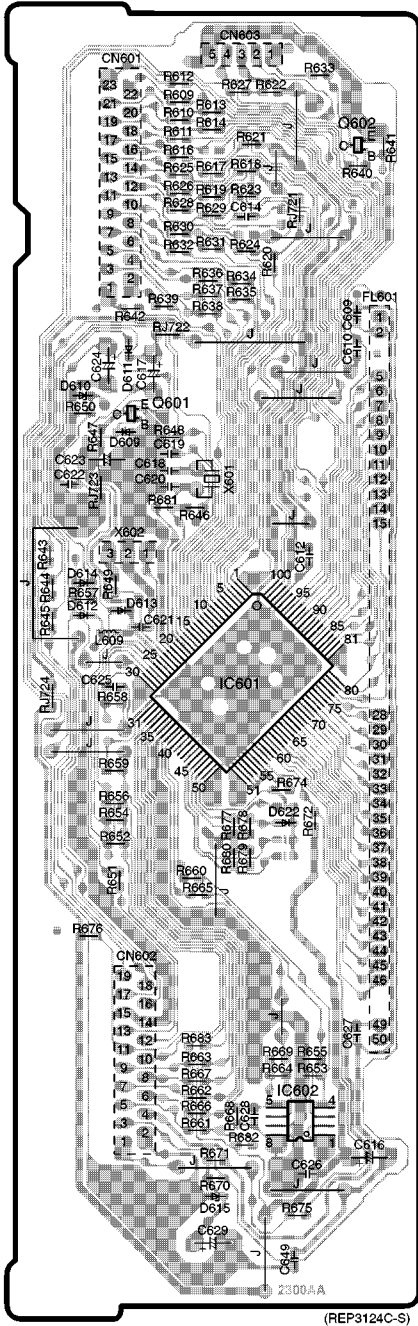 CN603
CN601
5 4 3 2 1
R633
R612
23
22
R627 R622
R609
21
R613
20
R610
Q602
19
R614
E
18
R611
J
C
17
R621
R641
16
R616
B
15
R640
14
R625 R617 R618
13
12
R626 R619 R623
11
10
R628 R629 C614
RJ721
9
8
R630
J
7
6
R632 R631 R624
5
4
R620
3
2
R636 R634
1
R637 R635
R639 R638
R642
C609
FL601
RJ722
1
J
2
C610
C624 D611 C617
J
5
D610
6
R650
C E Q601
J
7
B
8
R647 D609 R648
9
C619
10
C623
C618
11
C622
C620
X601
12
RJ723
13
R681
14
R646
15
J
X602
R643
3 2 1
C612
J
D614
R649
R644
R657
5 1 100
95
D613
10
90
R645
D612
C621 15
85
20
81
L609
J
25
30
IC601
80
C625
75
RJ724
R658
31
70
28
35
65
29
J
40
60
30
J
45
55
31
R659
50
51
32
R674
33
R656
34
R654
R677 R678
D622
R672
35
36
R652
37
R680 R679
38
39
R651
R660
J
40
R665
41
42
43
R676
44
CN602
45
19
46
18
17
16
15
J
C627
49
14
50
13
12
R683
11
10
R663
R669 R655
9
8
R667
R664 R653
7
6
R662
IC602
5
4
R666
R668 C628
5 4
3
2
R661
8 1
1
R682
R671
C616
J
C626
R670
J
D615
R675
C629
J
C649
2300AA
(REP3124C-S)